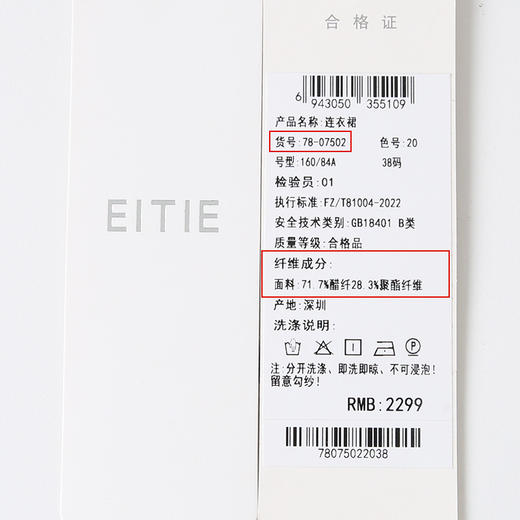 EITIE
合格证
6 943050 355109
产品名称:连衣裙
货号:78-07502 色号:20
号型:160/84A 38码
检验员:01
执行标准:FZ/T81004-2022
安全技术类别:GB18401 B类
质量等级:合格品
纤维成分:
面料:71.7%醋纤28.3%聚酯纤维
产地:深圳
洗涤说明:
注:分开洗涤、即洗即晾、不可浸泡!
留意勾纱!
RMB:2299
78075022038